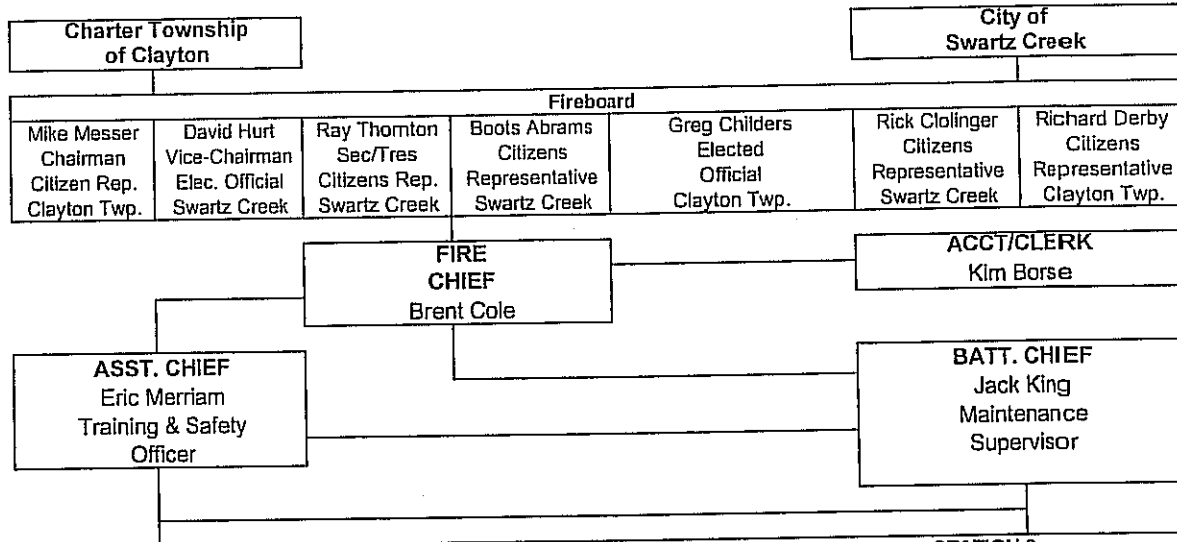 Charter Township
of Clayton
City of
Swartz Creek
Fireboard
Mike Messer
Chairman
Citizen Rep.
Clayton Twp.
David Hurt
Vice-Chairman
Elec. Official
Swartz Creek
Ray Thornton
Sec/Tres
Citizens Rep.
Swartz Creek
Boots Abrams
Citizens
Representative
Swartz Creek
Greg Childers
Elected
Official
Clayton Twp.
Rick Clolinger
Citizens
Representative
Swartz Creek
Richard Derby
Citizens
Representative
Clayton Twp.
FIRE
CHIEF
Brent Cole
ACCT/CLERK
Kim Borse
ASST. CHIEF
Eric Merriam
Training & Safety
Officer
BATT. CHIEF
Jack King
Maintenance
Supervisor